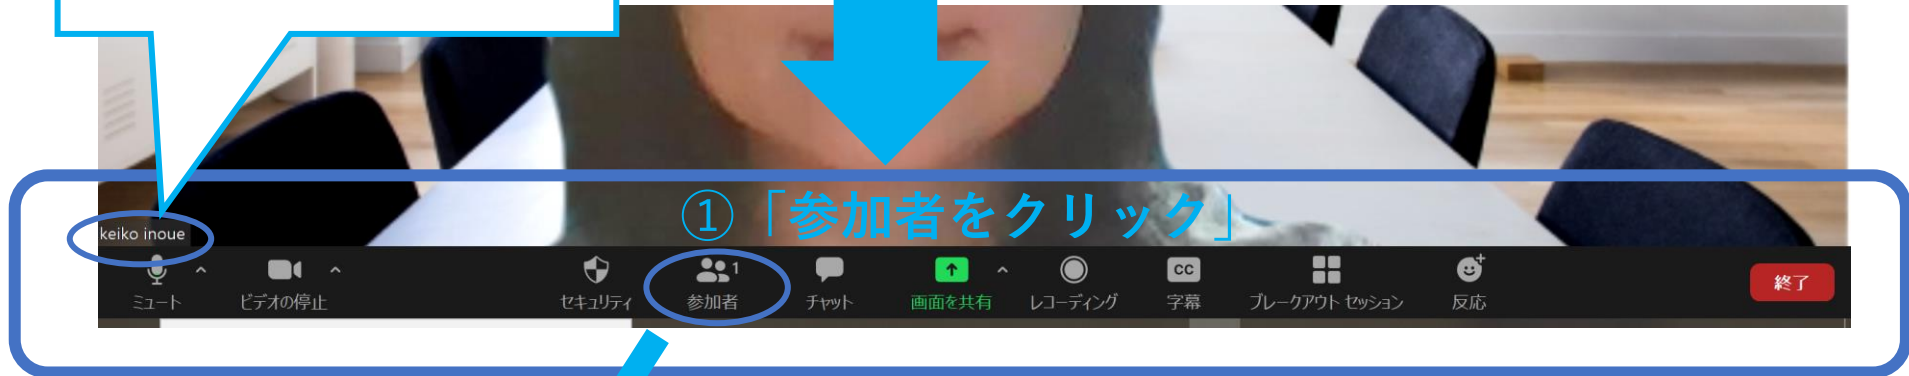 ①「参加者をクリック」
keiko inoue
1
ミュート ビデオの停止 セキュリティ 参加者 チャット 画面を共有 レコーディング CC 字幕 ブレークアウト セッション 反応 終了